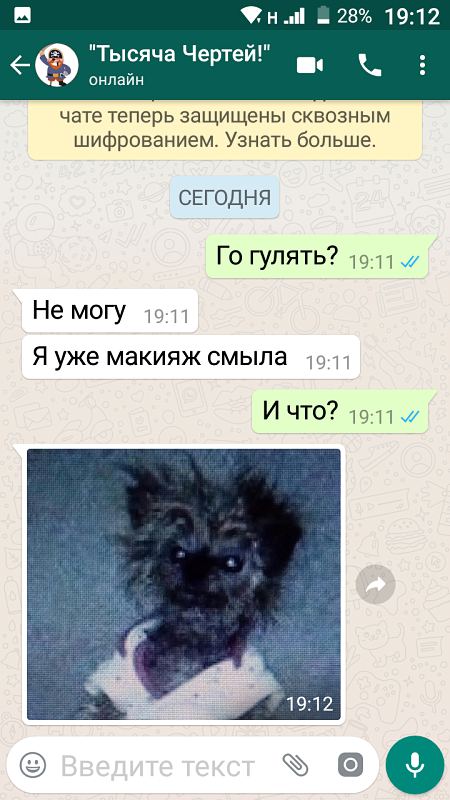 28% 19:12
"Тысяча Чертей!"
онлайн
чате теперь защищены сквозным
шифрованием. Узнать больше.
СЕГОДНЯ
Го гулять? 19:11
Не могу 19:11
Я уже макияж смыла 19:11
И что? 19:11
19:12
Введите текст